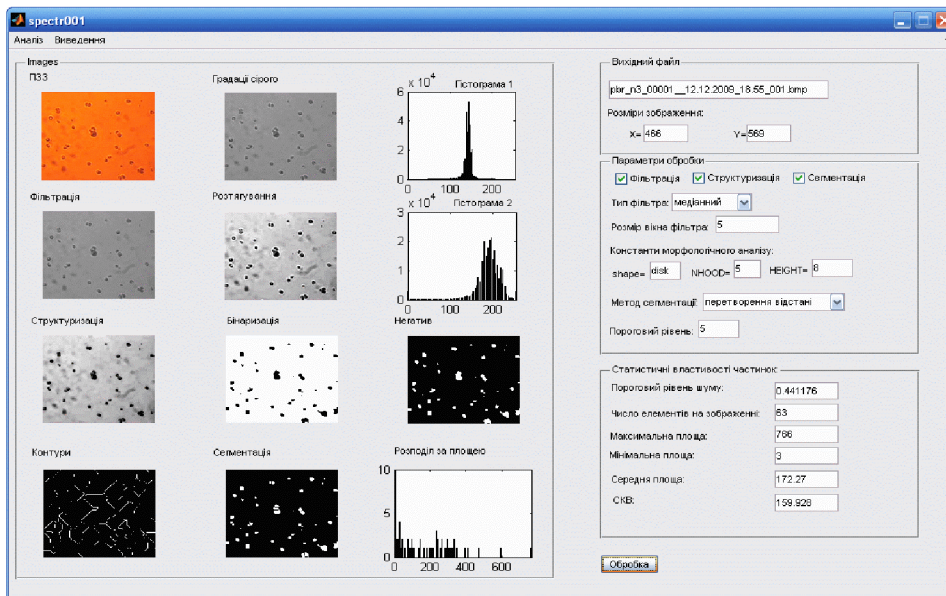 spectr001
Аналіз Виведення
Images
ПЗЗ
Градації сірого
x 10^4 Гістограма 1
6
4
2
0
0 100 200
Фільтрація
Розтягування
x 10^4 Гістограма 2
3
2
1
0
0 100 200
Структуризація
Бінаризація
Негатив
Контури
Сегментація
Розподіл за площею
10
5
0
0 200 400 600
Вихідний файл
pbr_n3_00001__12.12.2009_16.55_001.bmp
Розміри зображення:
X= 466 Y= 569
Параметри обробки
Фільтрація Структуризація Сегментація
Тип фільтра: медіанний
Розмір вікна фільтра: 5
Константи морфологічного аналізу:
shape= disk NHOOD= 5 HEIGHT= 8
Метод сегментації: перетворення відстані
Пороговий рівень: 5
Статистичні властивості частинок
Пороговий рівень шуму: 0.441176
Число елементів на зображенні: 63
Максимальна площа: 766
Мінімальна площа: 3
Середня площа: 172.27
СКВ: 159.928
Обробка